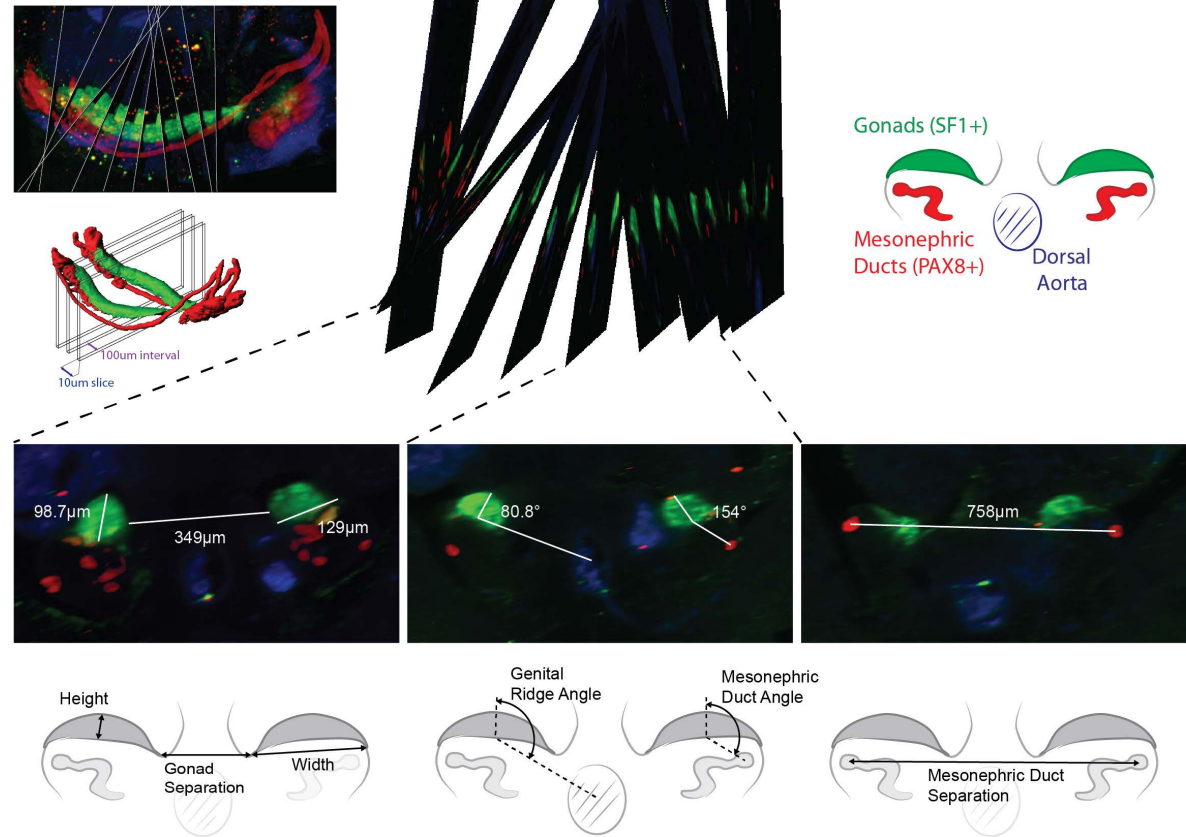 Gonads (SF1+)
Mesonephric
Ducts (PAX8+)
Dorsal
Aorta
100um interval
10um slice
98.7µm
349µm
129µm
80.8°
154°
758µm
Height
Gonad
Separation
Width
Genital
Ridge Angle
Mesonephric
Duct Angle
Mesonephric Duct
Separation